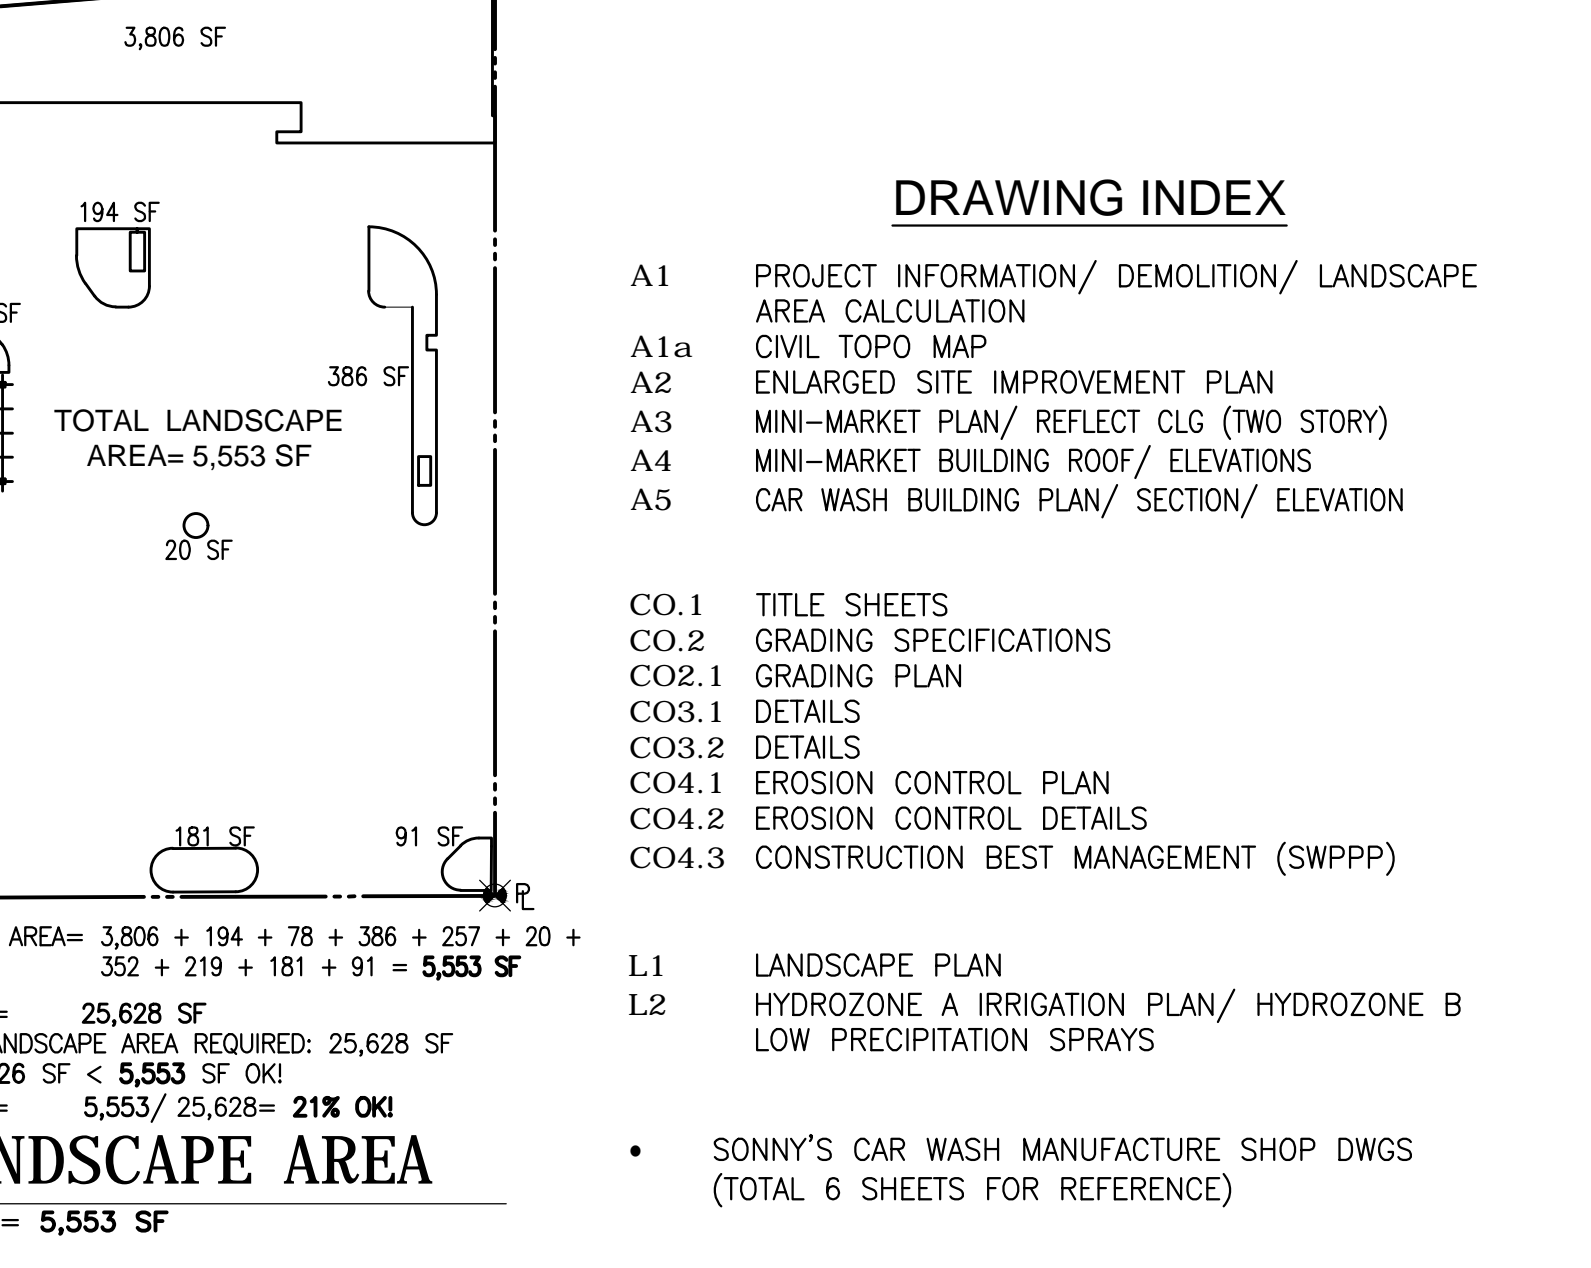 3,806 SF
194 SF
SF
386 SF
TOTAL LANDSCAPE
AREA= 5,553 SF
20 SF
181 SF
91 SF
PL
AREA= 3,806 + 194 + 78 + 386 + 257 + 20 +
352 + 219 + 181 + 91 = 5,553 SF
= 25,628 SF
ANDSCAPE AREA REQUIRED: 25,628 SF
26 SF < 5,553 SF OK!
= 5,553/ 25,628= 21% OK!
NDSCAPE AREA
= 5,553 SF
DRAWING INDEX
A1 PROJECT INFORMATION/ DEMOLITION/ LANDSCAPE
AREA CALCULATION
A1a CIVIL TOPO MAP
A2 ENLARGED SITE IMPROVEMENT PLAN
A3 MINI-MARKET PLAN/ REFLECT CLG (TWO STORY)
A4 MINI-MARKET BUILDING ROOF/ ELEVATIONS
A5 CAR WASH BUILDING PLAN/ SECTION/ ELEVATION
CO.1 TITLE SHEETS
CO.2 GRADING SPECIFICATIONS
CO2.1 GRADING PLAN
CO3.1 DETAILS
CO3.2 DETAILS
CO4.1 EROSION CONTROL PLAN
CO4.2 EROSION CONTROL DETAILS
CO4.3 CONSTRUCTION BEST MANAGEMENT (SWPPP)
L1 LANDSCAPE PLAN
L2 HYDROZONE A IRRIGATION PLAN/ HYDROZONE B
LOW PRECIPITATION SPRAYS
• SONNY'S CAR WASH MANUFACTURE SHOP DWGS
(TOTAL 6 SHEETS FOR REFERENCE)